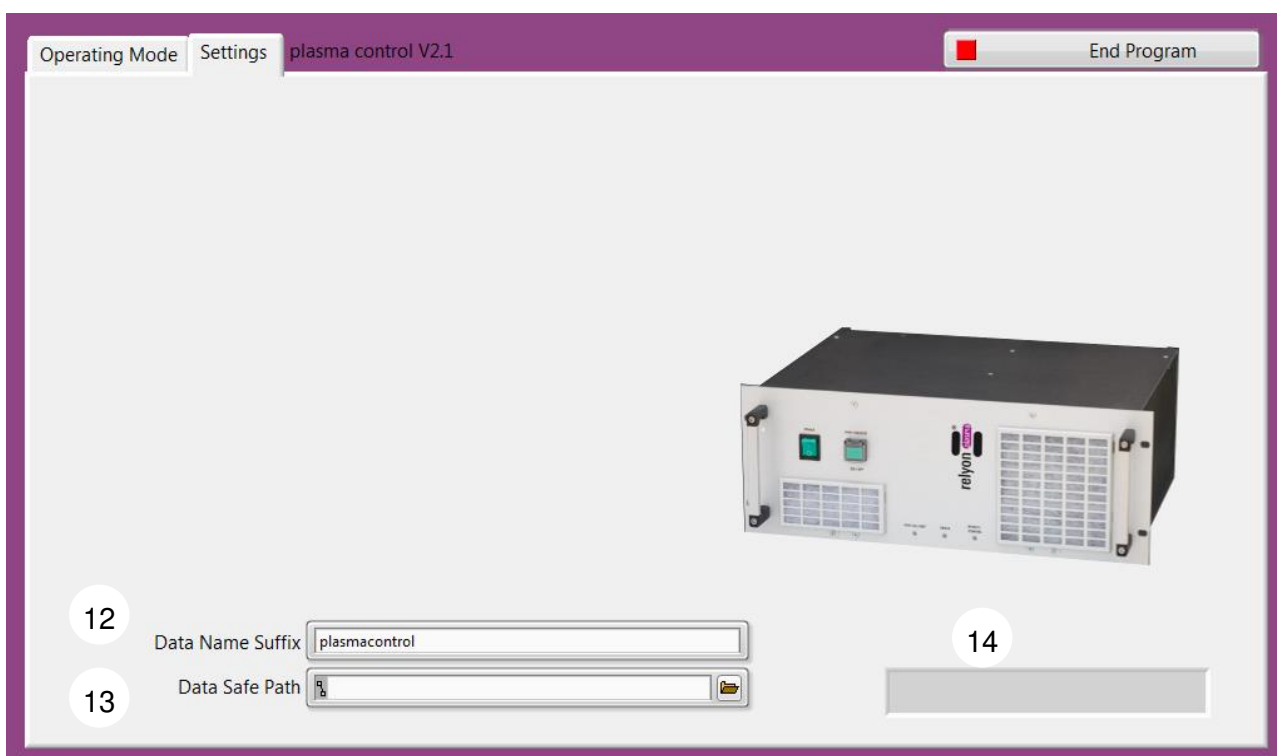 Operating Mode Settings plasma control V2.1 End Program
relyon
12
Data Name Suffix plasmacontrol
14
Data Safe Path
13